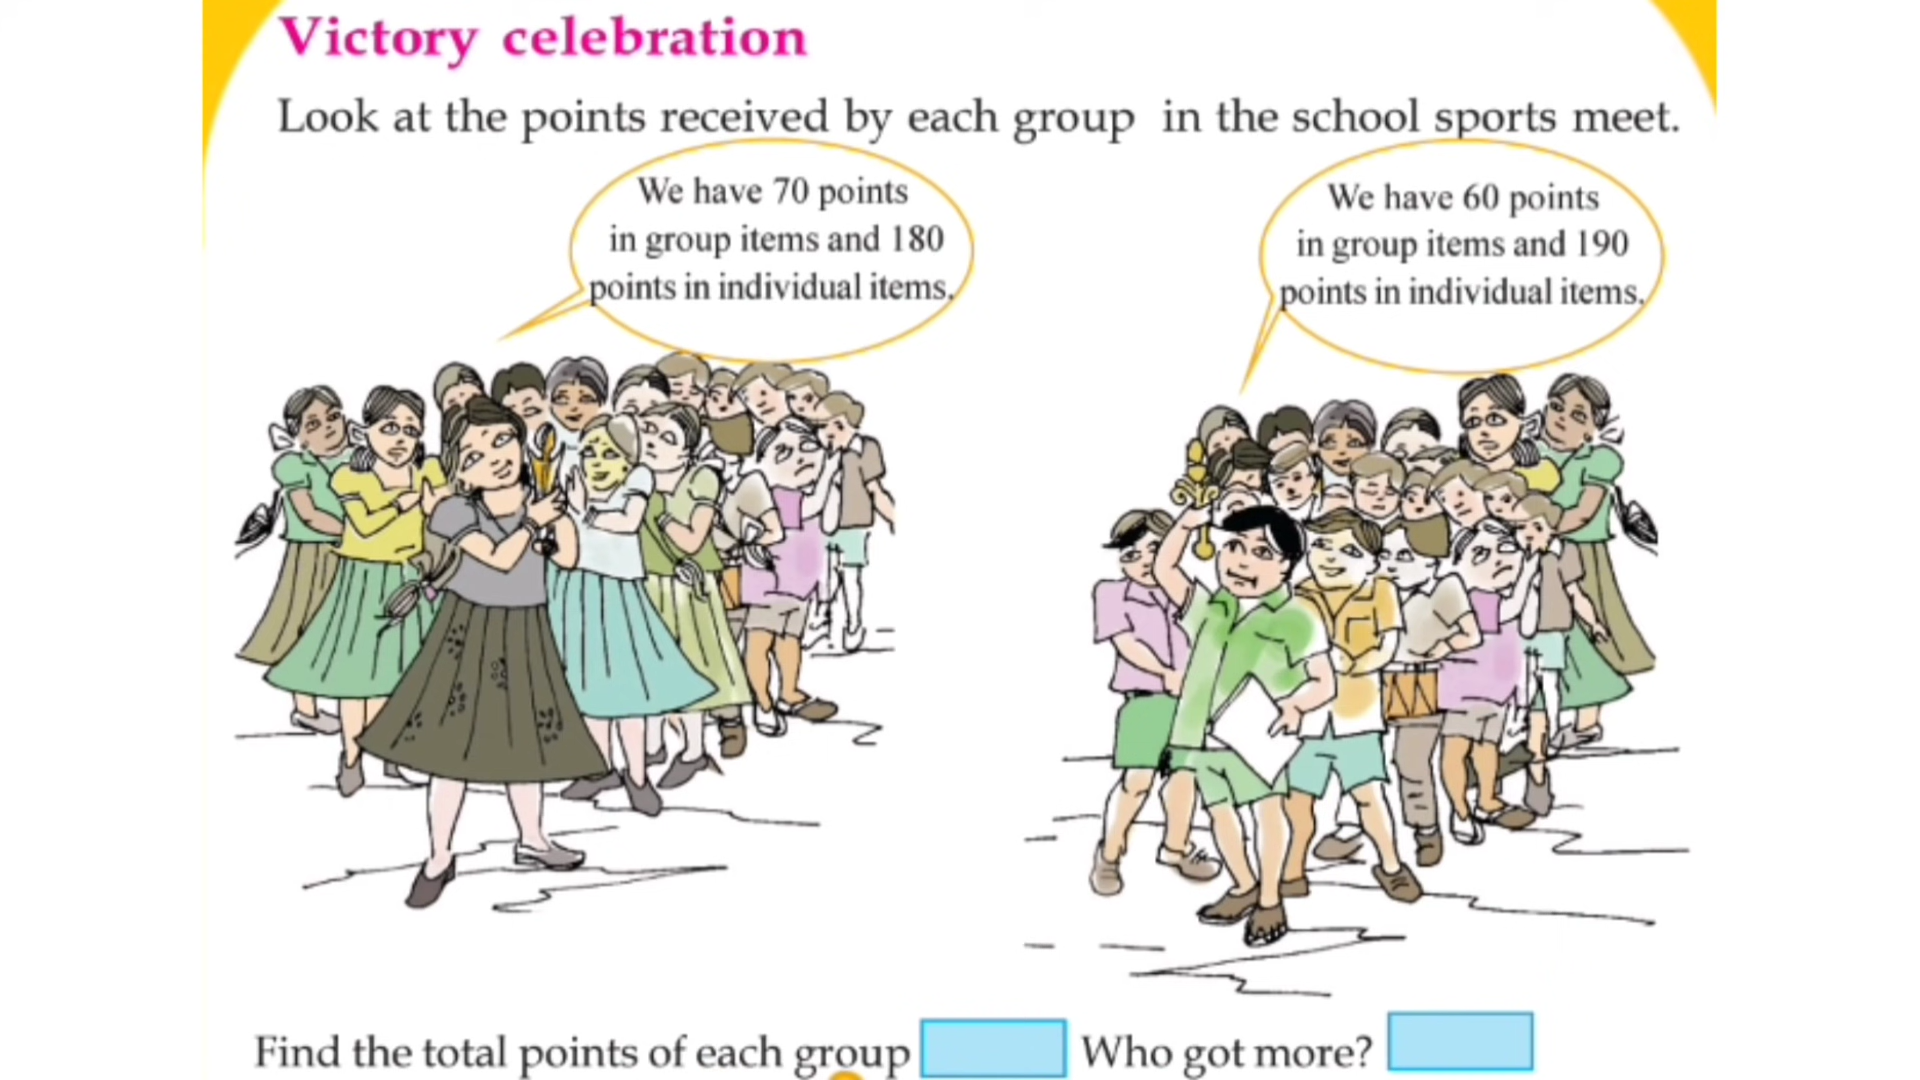 Victory celebration
Look at the points received by each group in the school sports meet.
We have 70 points
in group items and 180
points in individual items.
We have 60 points
in group items and 190
points in individual items.
Find the total points of each group
Who got more?